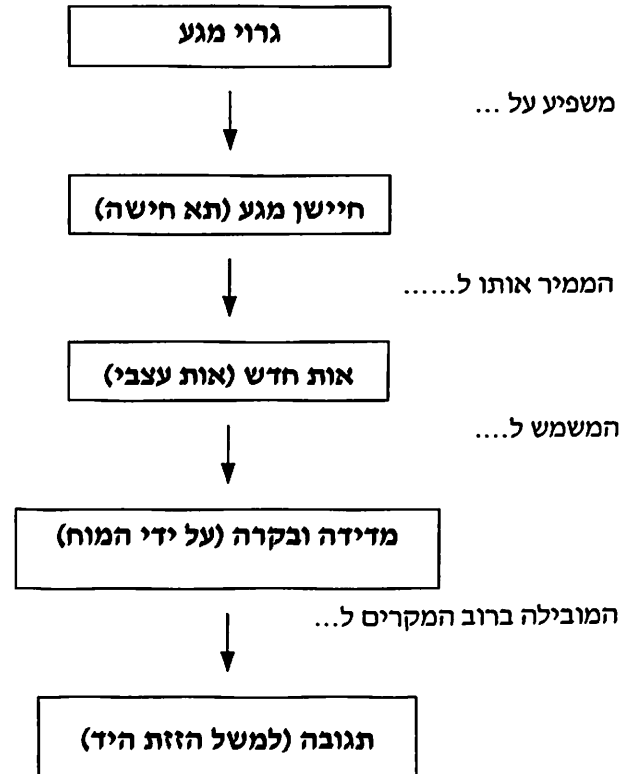 גרוי מגע
משפיע על ...
חיישן מגע (תא חישה)
הממיר אותו ל......
אות חדש (אות עצבי)
המשמש ל....
מדידה ובקרה (על ידי המוח)
המובילה ברוב המקרים ל...
תגובה (למשל הזזת היד)